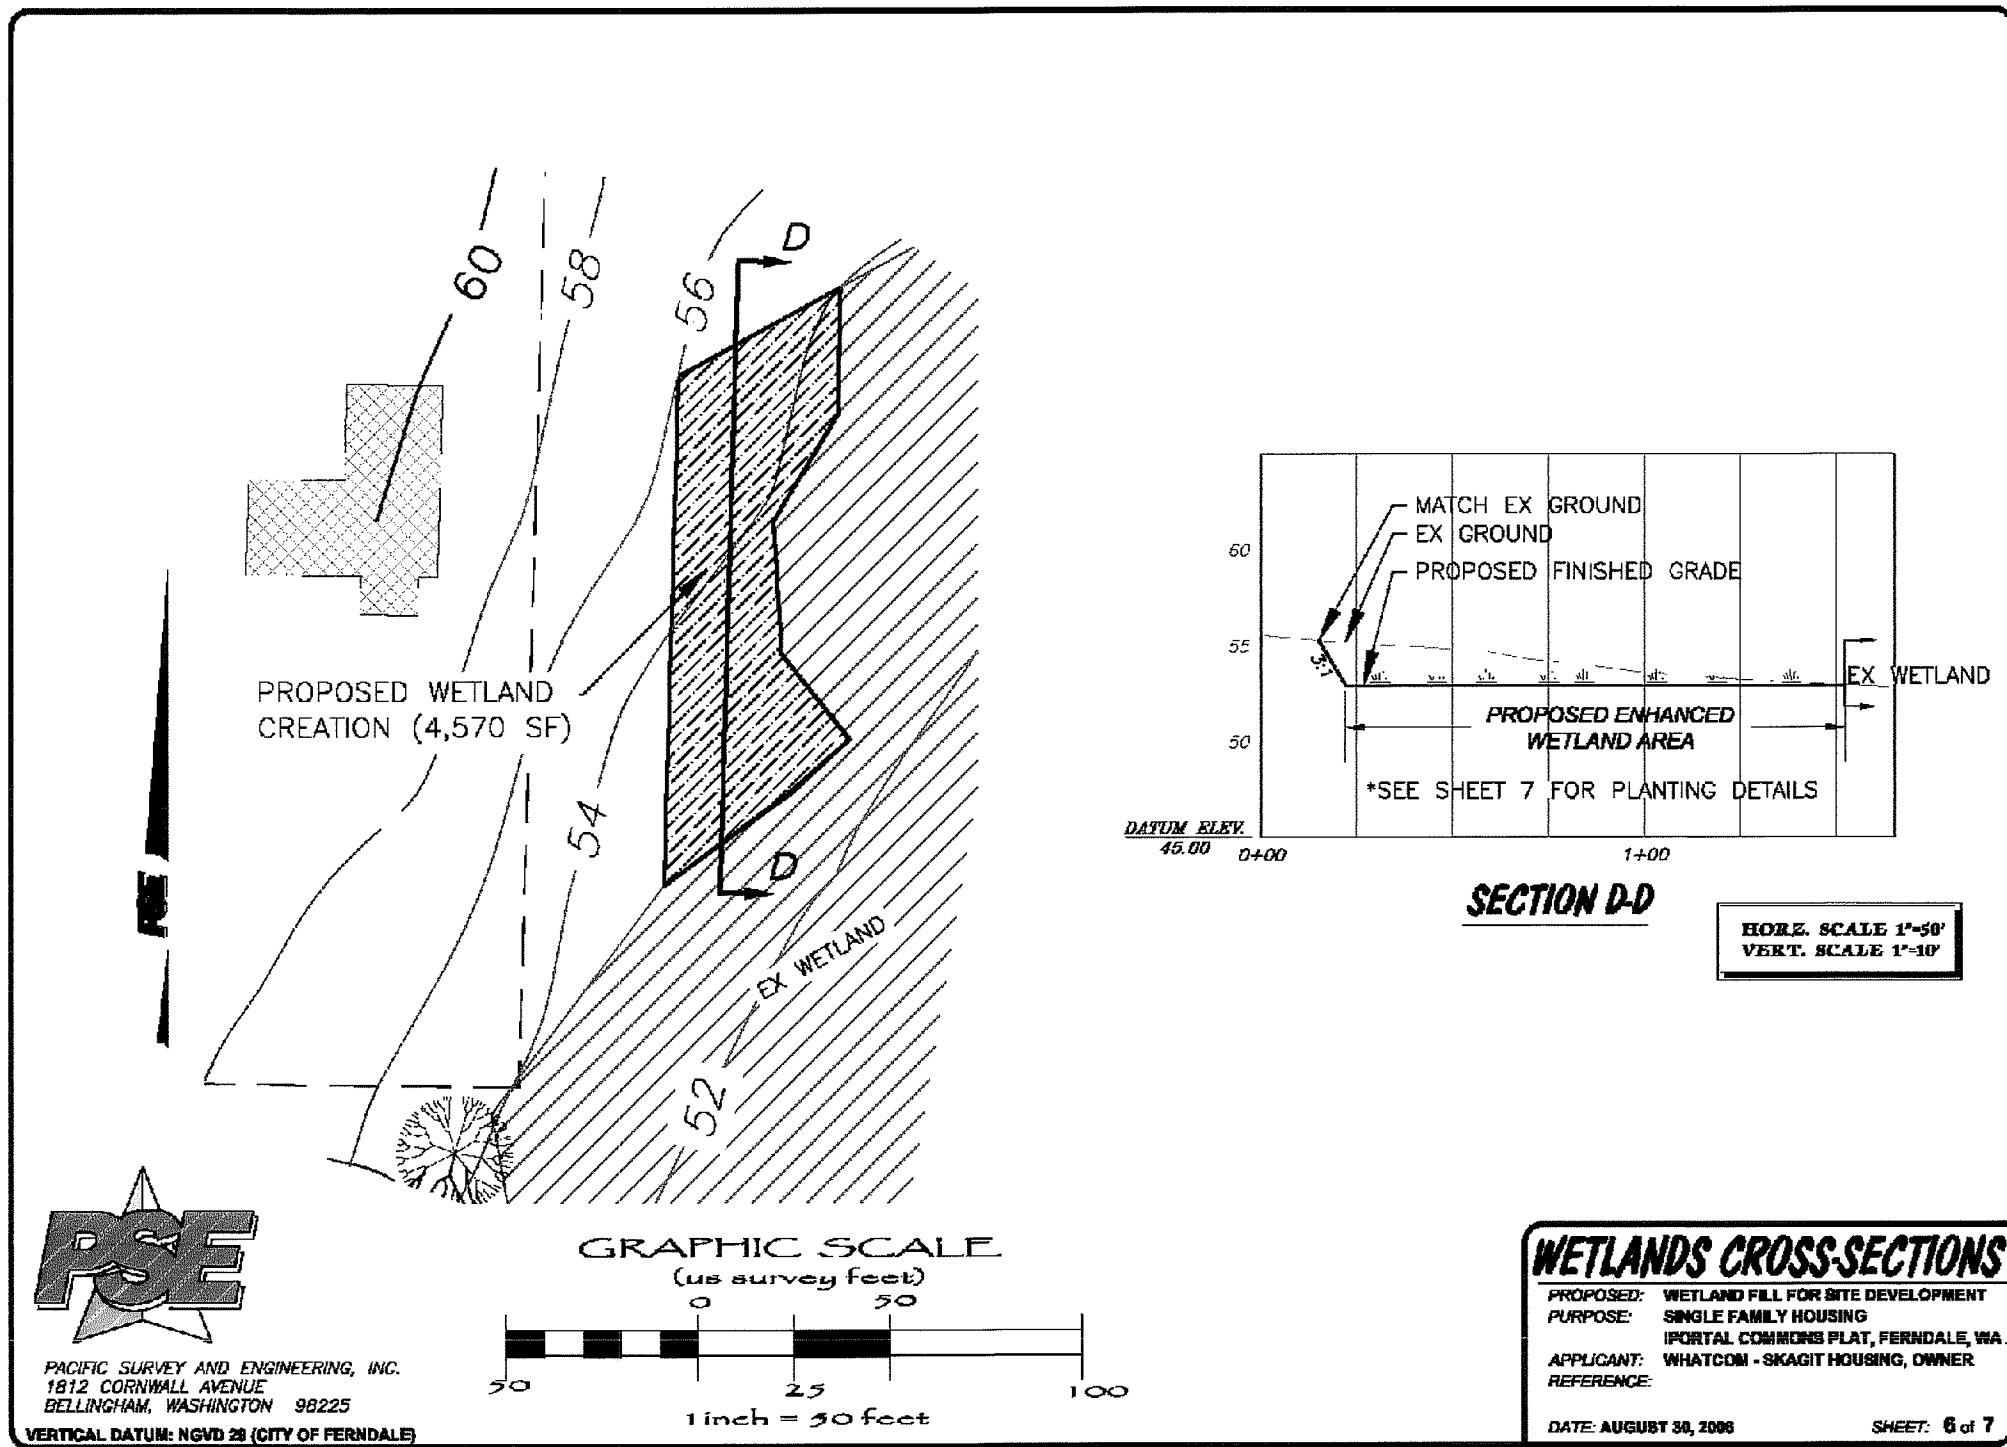 60
58
56
D
PROPOSED WETLAND
CREATION (4,570 SF)
54
D
EX WETLAND
52
MATCH EX GROUND
EX GROUND
PROPOSED FINISHED GRADE
60
55
50
3:1
EX WETLAND
PROPOSED ENHANCED
WETLAND AREA
*SEE SHEET 7 FOR PLANTING DETAILS
DATUM ELEV.
45.00
0+00
1+00
SECTION D-D
HORZ. SCALE 1"=50'
VERT. SCALE 1"=10'
PSE
PACIFIC SURVEY AND ENGINEERING, INC.
1812 CORNWALL AVENUE
BELLINGHAM, WASHINGTON 98225
VERTICAL DATUM: NGVD 29 (CITY OF FERNDALE)
GRAPHIC SCALE
(us survey feet)
0 50
50 25 100
1 inch = 50 feet
WETLANDS CROSS-SECTIONS
PROPOSED: WETLAND FILL FOR SITE DEVELOPMENT
PURPOSE: SINGLE FAMILY HOUSING
PORTAL COMMONS PLAT, FERNDALE, WA.
APPLICANT: WHATCOM - SKAGIT HOUSING, OWNER
REFERENCE:
DATE: AUGUST 30, 2006 SHEET: 6 of 7